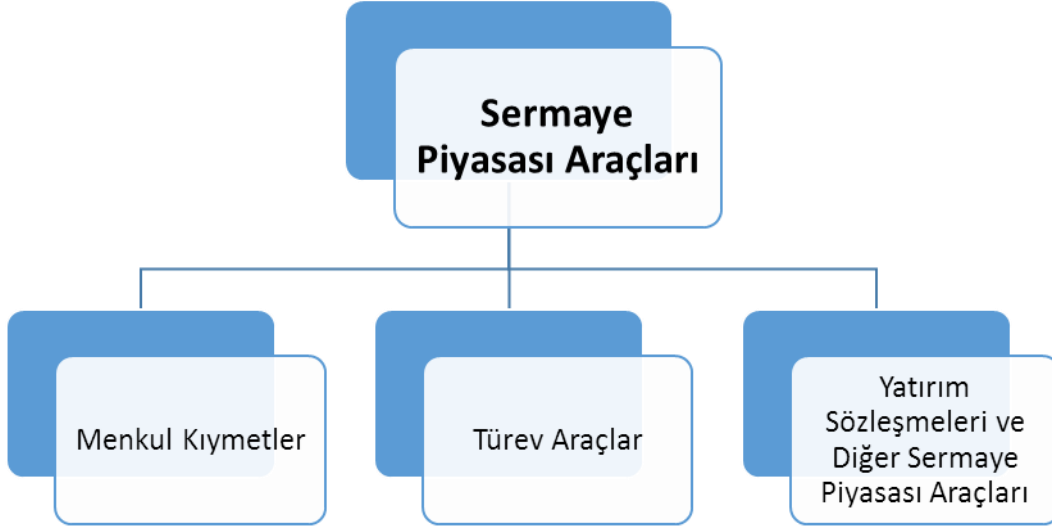 Sermaye
Piyasası Araçları
Menkul Kıymetler
Türev Araçlar
Yatırım
Sözleşmeleri ve
Diğer Sermaye
Piyasası Araçları